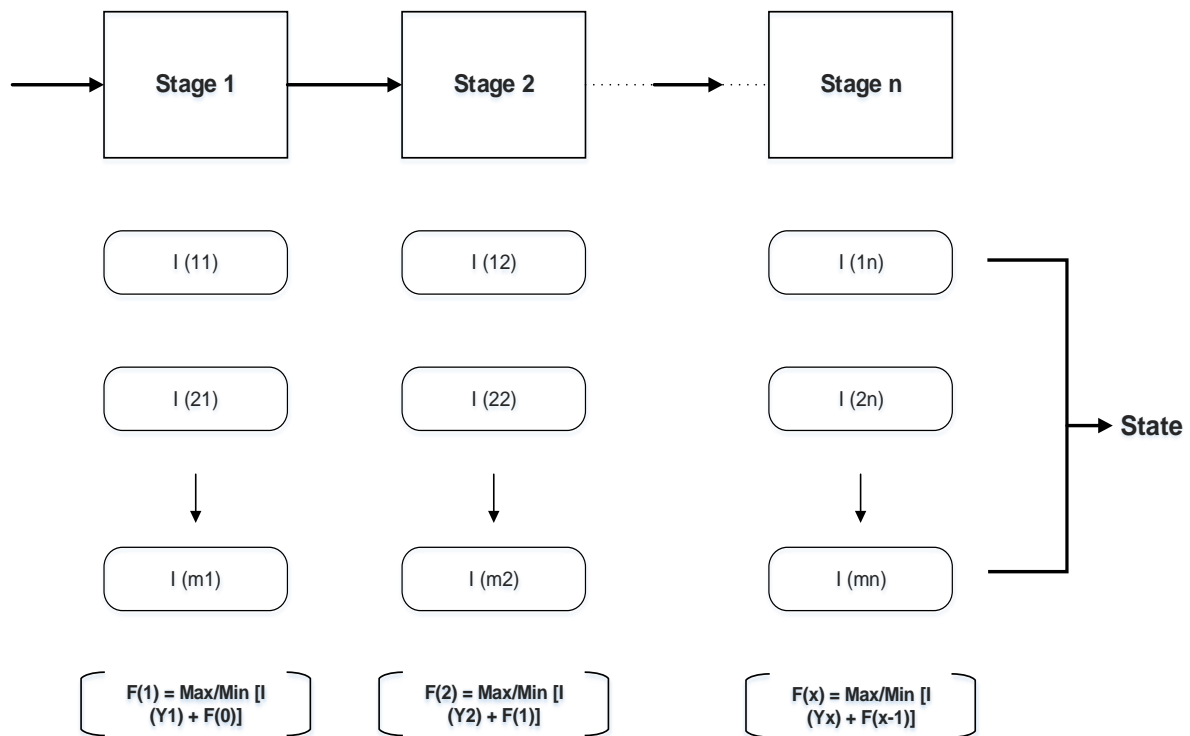 Stage 1
Stage 2
Stage n
I (11)
I (12)
I (1n)
I (21)
I (22)
I (2n)
State
I (m1)
I (m2)
I (mn)
F(1) = Max/Min [I
(Y1) + F(0)]
F(2) = Max/Min [I
(Y2) + F(1)]
F(x) = Max/Min [I
(Yx) + F(x-1)]